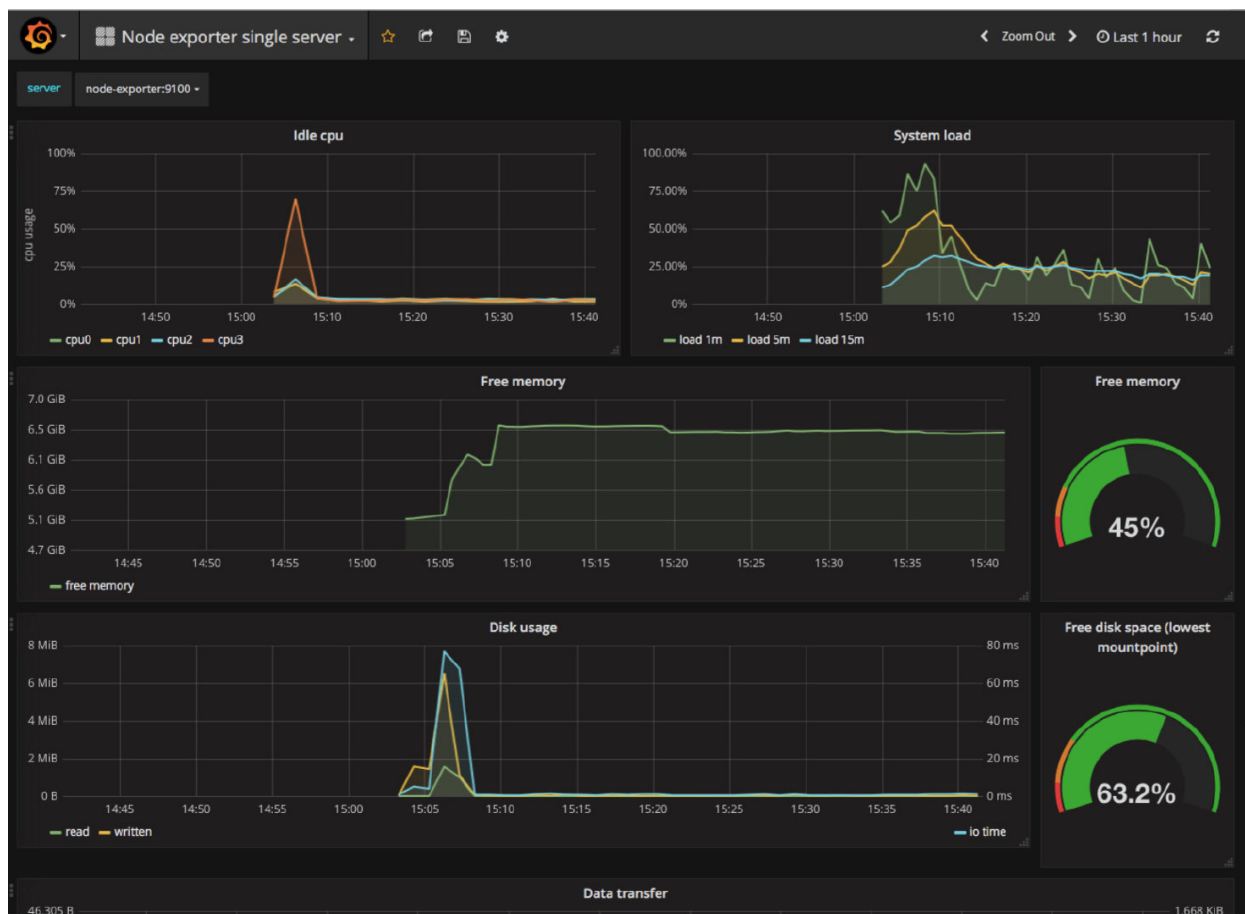 Node exporter single server
Zoom Out
Last 1 hour
server
node-exporter:9100
Idle cpu
cpu usage
100%
75%
50%
25%
0%
14:50 15:00 15:10 15:20 15:30 15:40
cpu0 cpu1 cpu2 cpu3
System load
100.00%
75.00%
50.00%
25.00%
0%
14:50 15:00 15:10 15:20 15:30 15:40
load 1m load 5m load 15m
Free memory
7.0 GiB
6.5 GiB
6.1 GiB
5.6 GiB
5.1 GiB
4.7 GiB
14:45 14:50 14:55 15:00 15:05 15:10 15:15 15:20 15:25 15:30 15:35 15:40
free memory
Free memory
45%
Disk usage
8 MiB
6 MiB
4 MiB
2 MiB
0 B
80 ms
60 ms
40 ms
20 ms
0 ms
14:45 14:50 14:55 15:00 15:05 15:10 15:15 15:20 15:25 15:30 15:35 15:40
read written
io time
Free disk space (lowest
mountpoint)
63.2%
Data transfer
46.305 B
1.668 KiB